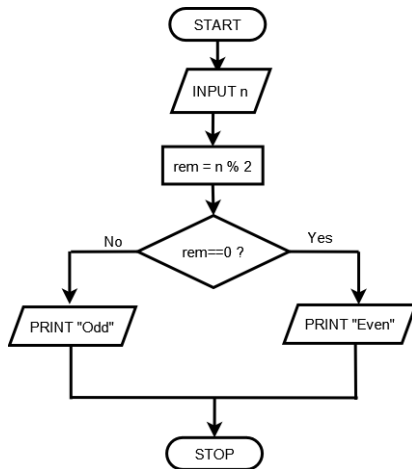 START
INPUT n
rem = n % 2
No
Yes
rem==0 ?
PRINT "Odd"
PRINT "Even"
STOP